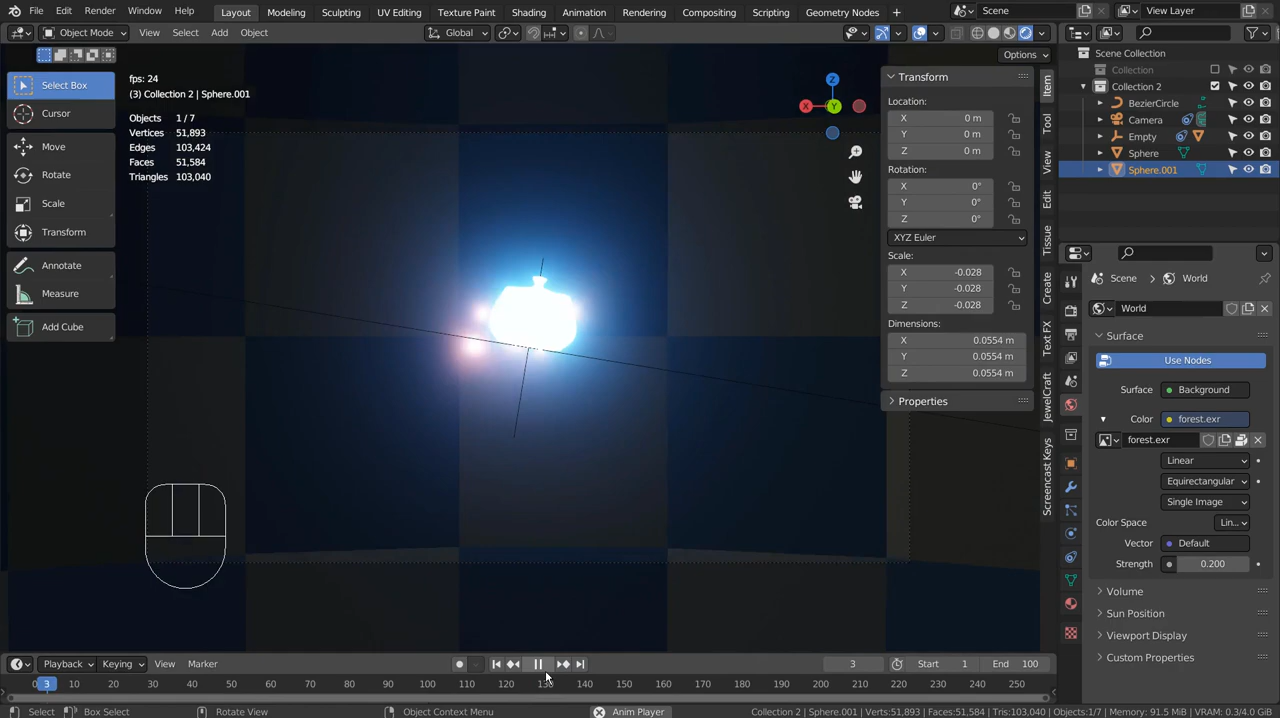 File Edit Render Window Help Layout Modeling Sculpting UV Editing Texture Paint Shading Animation Rendering Compositing Scripting Geometry Nodes + Scene View Layer
Object Mode View Select Add Object Global
Options
Select Box
Cursor
Move
Rotate
Scale
Transform
Annotate
Measure
Add Cube
fps: 24
(3) Collection 2 | Sphere.001
Objects 1 / 7
Vertices 51,893
Edges 103,424
Faces 51,584
Triangles 103,040
Z
X
Y
Transform
Location:
X 0 m
Y 0 m
Z 0 m
Rotation:
X 0°
Y 0°
Z 0°
XYZ Euler
Scale:
X -0.028
Y -0.028
Z -0.028
Dimensions:
X 0.0554 m
Y 0.0554 m
Z 0.0554 m
Properties
Item
Tool
View
Edit
Tissue
Create
Text FX
JewelCraft
Screencast Keys
Scene Collection
Collection
Collection 2
BezierCircle
Camera
Empty
Sphere
Sphere.001
Scene World
World
Surface
Use Nodes
Surface Background
Color forest.exr
forest.exr
Linear
Equirectangular
Single Image
Color Space Lin...
Vector Default
Strength 0.200
Volume
Sun Position
Viewport Display
Custom Properties
Playback Keying View Marker 3 Start 1 End 100
0 3 10 20 30 40 50 60 70 80 90 100 110 120 130 140 150 160 170 180 190 200 210 220 230 240 250
Select Box Select Rotate View Object Context Menu Anim Player Collection 2 | Sphere.001 | Verts:51,893 | Faces:51,584 | Tris:103,040 | Objects:1/7 | Memory: 91.5 MiB | VRAM: 0.3/4.0 GiB